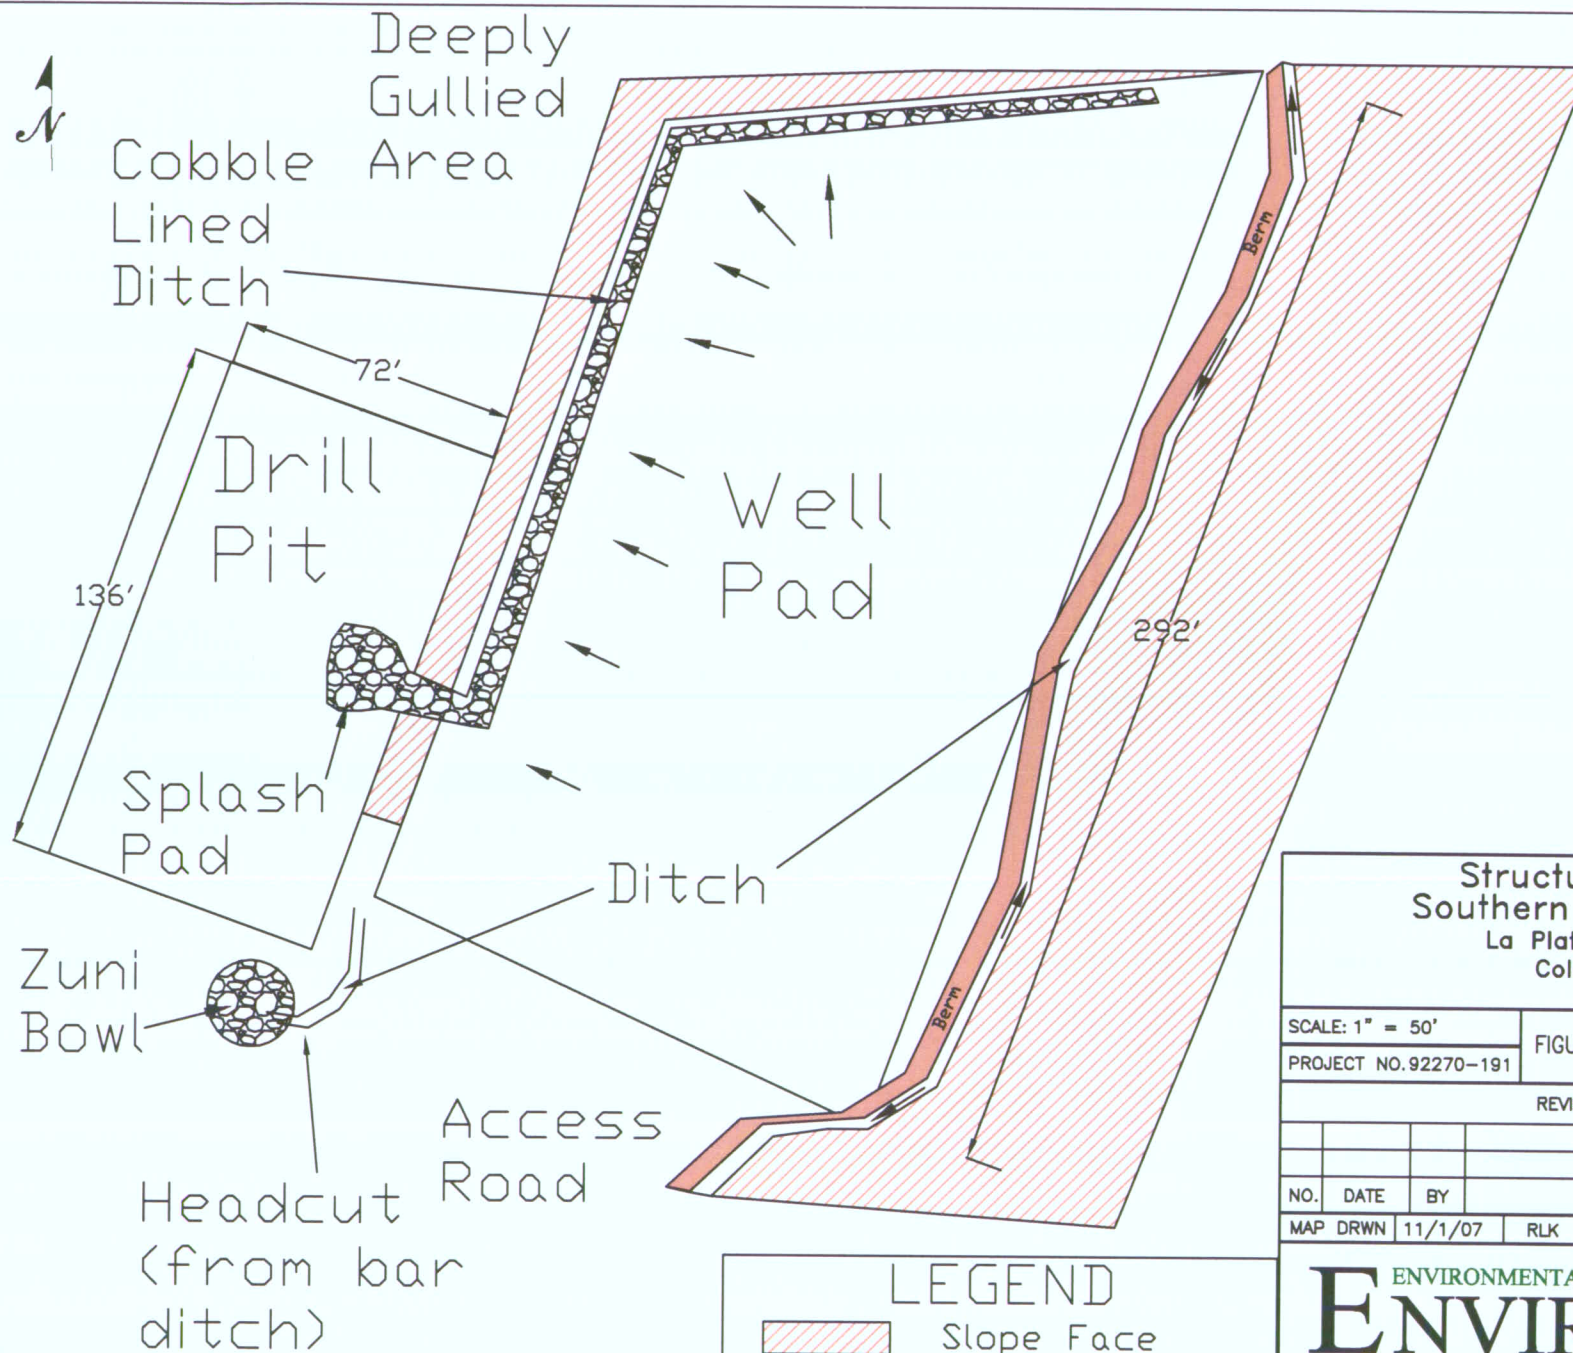 Deeply
Gullied
Area
N
Cobble
Lined
Ditch
72'
Drill
Pit
136'
Well
Pad
Berm
292'
Splash
Pad
Ditch
Zuni
Bowl
Berm
Access
Road
Headcut
(from bar
ditch)
LEGEND
Slope Face
Structu
Southern
La Plat
Col
SCALE: 1" = 50'
FIGU
PROJECT NO. 92270-191
REVI
NO. DATE BY
MAP DRWN 11/1/07 RLK
ENVIRONMENTA
ENVIR